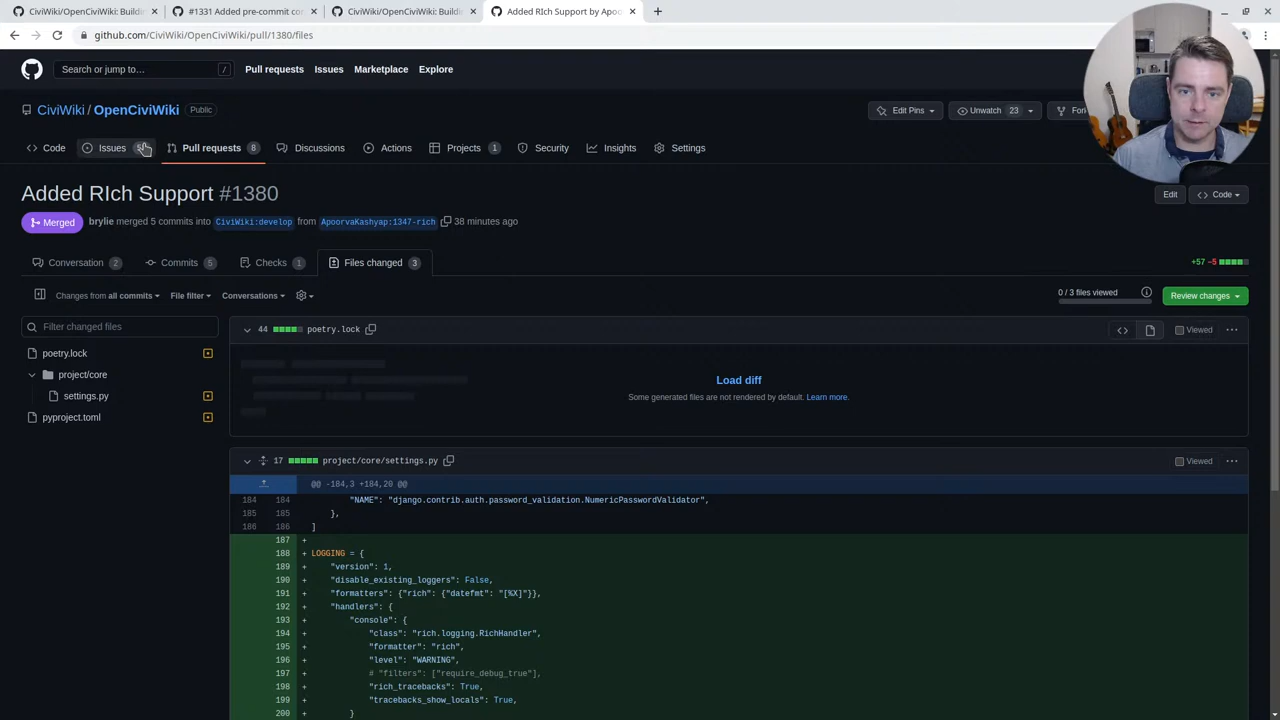 CiviWiki/OpenCiviWiki: Buildin
#1331 Added pre-commit con
CiviWiki/OpenCiviWiki: Buildin
Added RIch Support by Apoo
github.com/CiviWiki/OpenCiviWiki/pull/1380/files
Search or jump to… /
Pull requests Issues Marketplace Explore
CiviWiki / OpenCiviWiki Public
Edit Pins Unwatch 23 Fork
Code Issues Pull requests 8 Discussions Actions Projects 1 Security Insights Settings
Added RIch Support #1380
Edit Code
Merged brylie merged 5 commits into CiviWiki:develop from ApoorvaKashyap:1347-rich 38 minutes ago
Conversation 2 Commits 5 Checks 1 Files changed 3
+57 −5
Changes from all commits File filter Conversations
0 / 3 files viewed Review changes
Filter changed files
poetry.lock
project/core
settings.py
pyproject.toml
44 poetry.lock Viewed
Load diff
Some generated files are not rendered by default. Learn more.
17 project/core/settings.py Viewed
@@ -184,3 +184,20 @@
184 184 "NAME": "django.contrib.auth.password_validation.NumericPasswordValidator",
185 185 },
186 186 ]
187 +
188 + LOGGING = {
189 + "version": 1,
190 + "disable_existing_loggers": False,
191 + "formatters": {"rich": {"datefmt": "[%X]"}},
192 + "handlers": {
193 + "console": {
194 + "class": "rich.logging.RichHandler",
195 + "formatter": "rich",
196 + "level": "WARNING",
197 + # "filters": ["require_debug_true"],
198 + "rich_tracebacks": True,
199 + "tracebacks_show_locals": True,
200 + }